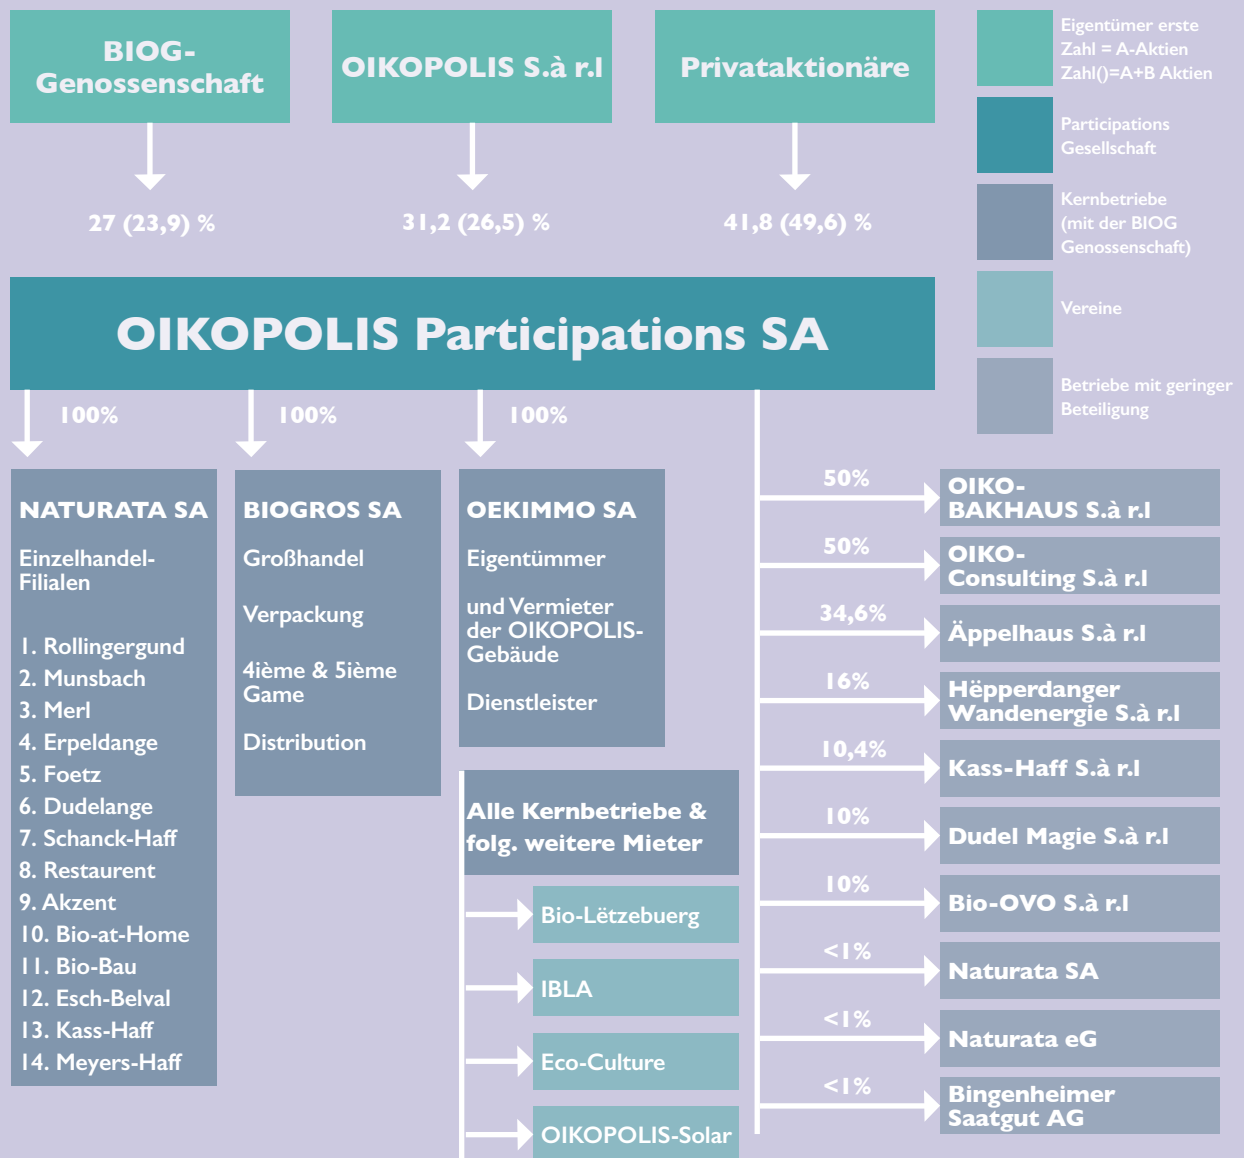 BIOG-
Genossenschaft
OIKOPOLIS S.à r.l
Privataktionäre
27 (23,9) %
31,2 (26,5) %
41,8 (49,6) %
Eigentümer erste
Zahl = A-Aktien
Zahl()=A+B Aktien
Participations
Gesellschaft
Kernbetriebe
(mit der BIOG
Genossenschaft)
Vereine
Betriebe mit geringer
Beteiligung
OIKOPOLIS Participations SA
100%
100%
100%
NATURATA SA
Einzelhandel-
Filialen
1. Rollingergund
2. Munsbach
3. Merl
4. Erpeldange
5. Foetz
6. Dudelange
7. Schanck-Haff
8. Restaurent
9. Akzent
10. Bio-at-Home
11. Bio-Bau
12. Esch-Belval
13. Kass-Haff
14. Meyers-Haff
BIOGROS SA
Großhandel
Verpackung
4ième & 5ième
Game
Distribution
OEKIMMO SA
Eigentümmer
und Vermieter
der OIKOPOLIS-
Gebäude
Dienstleister
Alle Kernbetriebe &
folg. weitere Mieter
Bio-Lëtzebuerg
IBLA
Eco-Culture
OIKOPOLIS-Solar
50%
OIKO-
BAKHAUS S.à r.l
50%
OIKO-
Consulting S.à r.l
34,6%
Äppelhaus S.à r.l
16%
Hëpperdanger
Wandenergie S.à r.l
10,4%
Kass-Haff S.à r.l
10%
Dudel Magie S.à r.l
10%
Bio-OVO S.à r.l
<1%
Naturata SA
<1%
Naturata eG
<1%
Bingenheimer
Saatgut AG